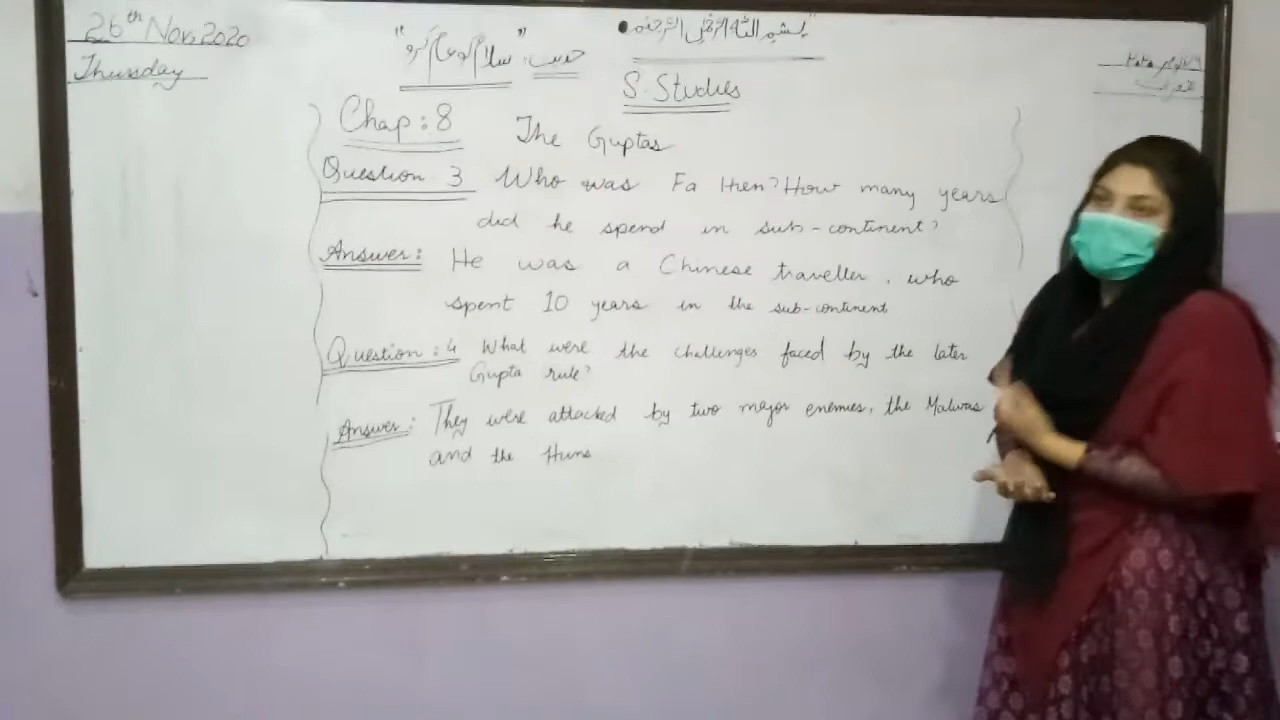 26th Nov, 2020
Thursday
بسم الله الرحمن الرحيم
حدیث: "سلام کو عام کرو"
S. Studies
Chap: 8 The Guptas
Question 3 Who was Fa Hien? How many years
did he spend in sub-continent?
Answer: He was a Chinese traveller, who
spent 10 years in the sub-continent
Question: 4 What were the challenges faced by the later
Gupta rule?
Answer: They were attacked by two major enemies, the Malwas
and the Huns